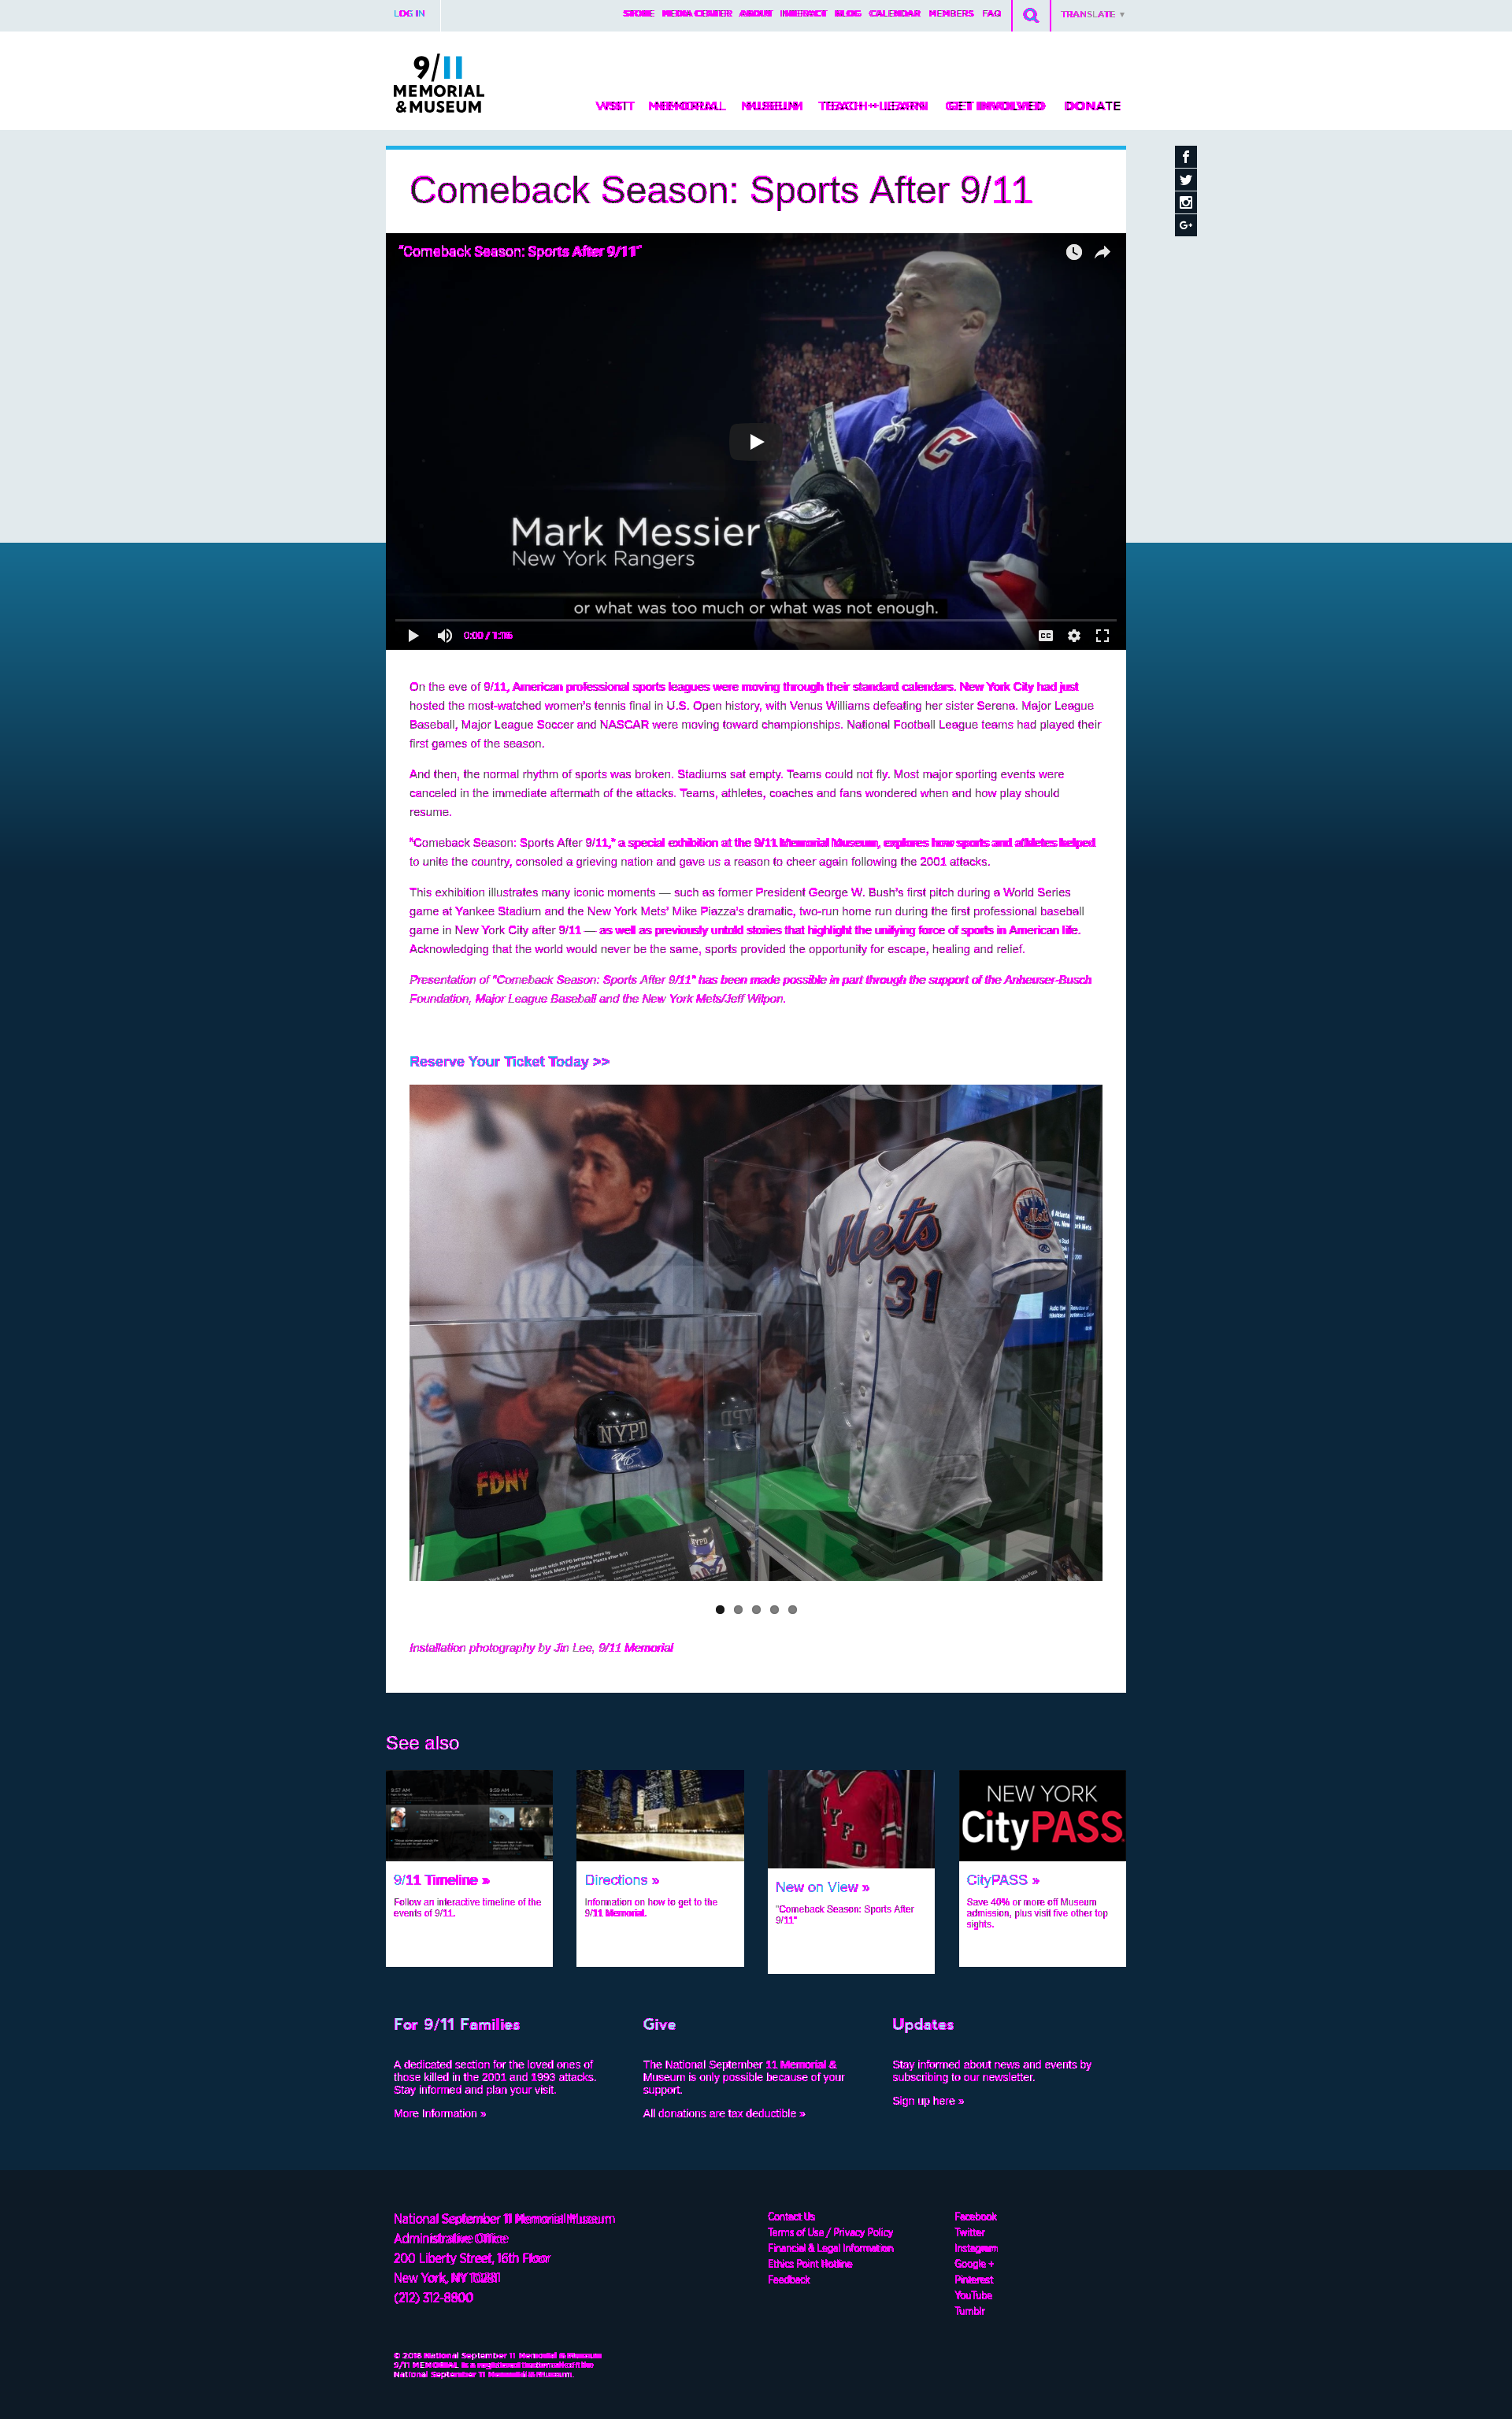 LOG IN
STORE MEDIA CENTER ABOUT INTERACT BLOG CALENDAR MEMBERS FAQ
TRANSLATE ▼
9/11
MEMORIAL
& MUSEUM
VISIT MEMORIAL MUSEUM TEACH + LEARN GET INVOLVED DONATE
Comeback Season: Sports After 9/11
"Comeback Season: Sports After 9/11"
C
Mark Messier
New York Rangers
or what was too much or what was not enough.
0:00 / 1:15
CC
On the eve of 9/11, American professional sports leagues were moving through their standard calendars. New York City had just
hosted the most-watched women's tennis final in U.S. Open history, with Venus Williams defeating her sister Serena. Major League
Baseball, Major League Soccer and NASCAR were moving toward championships. National Football League teams had played their
first games of the season.
And then, the normal rhythm of sports was broken. Stadiums sat empty. Teams could not fly. Most major sporting events were
canceled in the immediate aftermath of the attacks. Teams, athletes, coaches and fans wondered when and how play should
resume.
"Comeback Season: Sports After 9/11," a special exhibition at the 9/11 Memorial Museum, explores how sports and athletes helped
to unite the country, consoled a grieving nation and gave us a reason to cheer again following the 2001 attacks.
This exhibition illustrates many iconic moments — such as former President George W. Bush's first pitch during a World Series
game at Yankee Stadium and the New York Mets' Mike Piazza's dramatic, two-run home run during the first professional baseball
game in New York City after 9/11 — as well as previously untold stories that highlight the unifying force of sports in American life.
Acknowledging that the world would never be the same, sports provided the opportunity for escape, healing and relief.
Presentation of "Comeback Season: Sports After 9/11" has been made possible in part through the support of the Anheuser-Busch
Foundation, Major League Baseball and the New York Mets/Jeff Wilpon.
Reserve Your Ticket Today >>
Mets
31
NYPD
FDNY
Installation photography by Jin Lee, 9/11 Memorial
See also
8:57 AM
8:59 AM
NYFD
NEW YORK
CityPASS
9/11 Timeline »
Follow an interactive timeline of the
events of 9/11.
Directions »
Information on how to get to the
9/11 Memorial.
New on View »
"Comeback Season: Sports After
9/11"
CityPASS »
Save 40% or more off Museum
admission, plus visit five other top
sights.
For 9/11 Families
A dedicated section for the loved ones of
those killed in the 2001 and 1993 attacks.
Stay informed and plan your visit.
More Information »
Give
The National September 11 Memorial &
Museum is only possible because of your
support.
All donations are tax deductible »
Updates
Stay informed about news and events by
subscribing to our newsletter.
Sign up here »
National September 11 Memorial Museum
Administrative Office
200 Liberty Street, 16th Floor
New York, NY 10281
(212) 312-8800
Contact Us
Terms of Use / Privacy Policy
Financial & Legal Information
Ethics Point Hotline
Feedback
Facebook
Twitter
Instagram
Google +
Pinterest
YouTube
Tumblr
© 2018 National September 11 Memorial & Museum
9/11 MEMORIAL is a registered trademark of the
National September 11 Memorial & Museum.